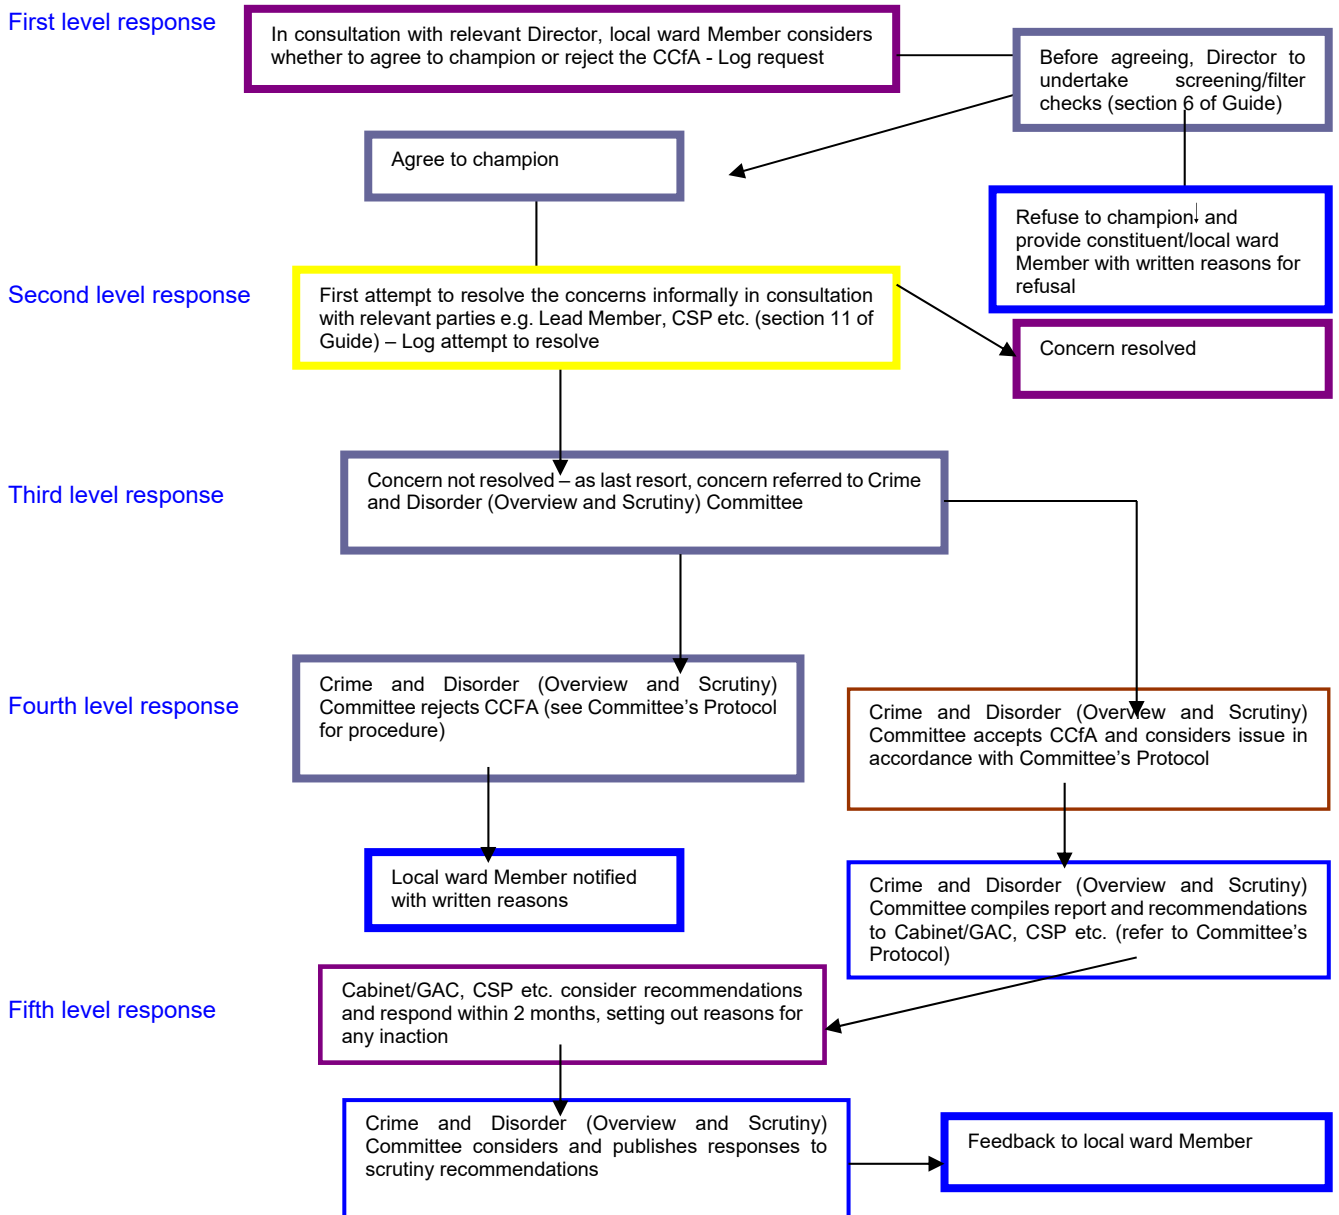 First level response
In consultation with relevant Director, local ward Member considers
whether to agree to champion or reject the CCfA - Log request
Before agreeing, Director to
undertake screening/filter
checks (section 6 of Guide)
Agree to champion
Refuse to champion and
provide constituent/local ward
Member with written reasons for
refusal
Second level response
First attempt to resolve the concerns informally in consultation
with relevant parties e.g. Lead Member, CSP etc. (section 11 of
Guide) – Log attempt to resolve
Concern resolved
Third level response
Concern not resolved – as last resort, concern referred to Crime
and Disorder (Overview and Scrutiny) Committee
Fourth level response
Crime and Disorder (Overview and Scrutiny)
Committee rejects CCFA (see Committee’s Protocol
for procedure)
Crime and Disorder (Overview and Scrutiny)
Committee accepts CCfA and considers issue in
accordance with Committee’s Protocol
Local ward Member notified
with written reasons
Crime and Disorder (Overview and Scrutiny)
Committee compiles report and recommendations
to Cabinet/GAC, CSP etc. (refer to Committee’s
Protocol)
Fifth level response
Cabinet/GAC, CSP etc. consider recommendations
and respond within 2 months, setting out reasons for
any inaction
Crime and Disorder (Overview and Scrutiny)
Committee considers and publishes responses to
scrutiny recommendations
Feedback to local ward Member